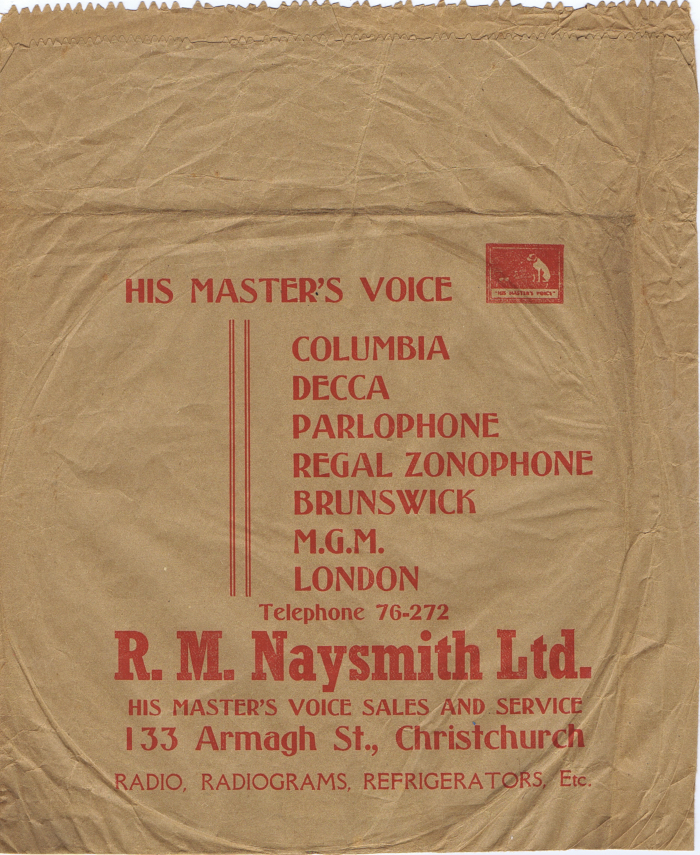 HIS MASTER'S VOICE
"HIS MASTER'S VOICE"
COLUMBIA
DECCA
PARLOPHONE
REGAL ZONOPHONE
BRUNSWICK
M.G.M.
LONDON
Telephone 76-272
R. M. Naysmith Ltd.
HIS MASTER'S VOICE SALES AND SERVICE
133 Armagh St., Christchurch
RADIO, RADIOGRAMS, REFRIGERATORS, Etc.